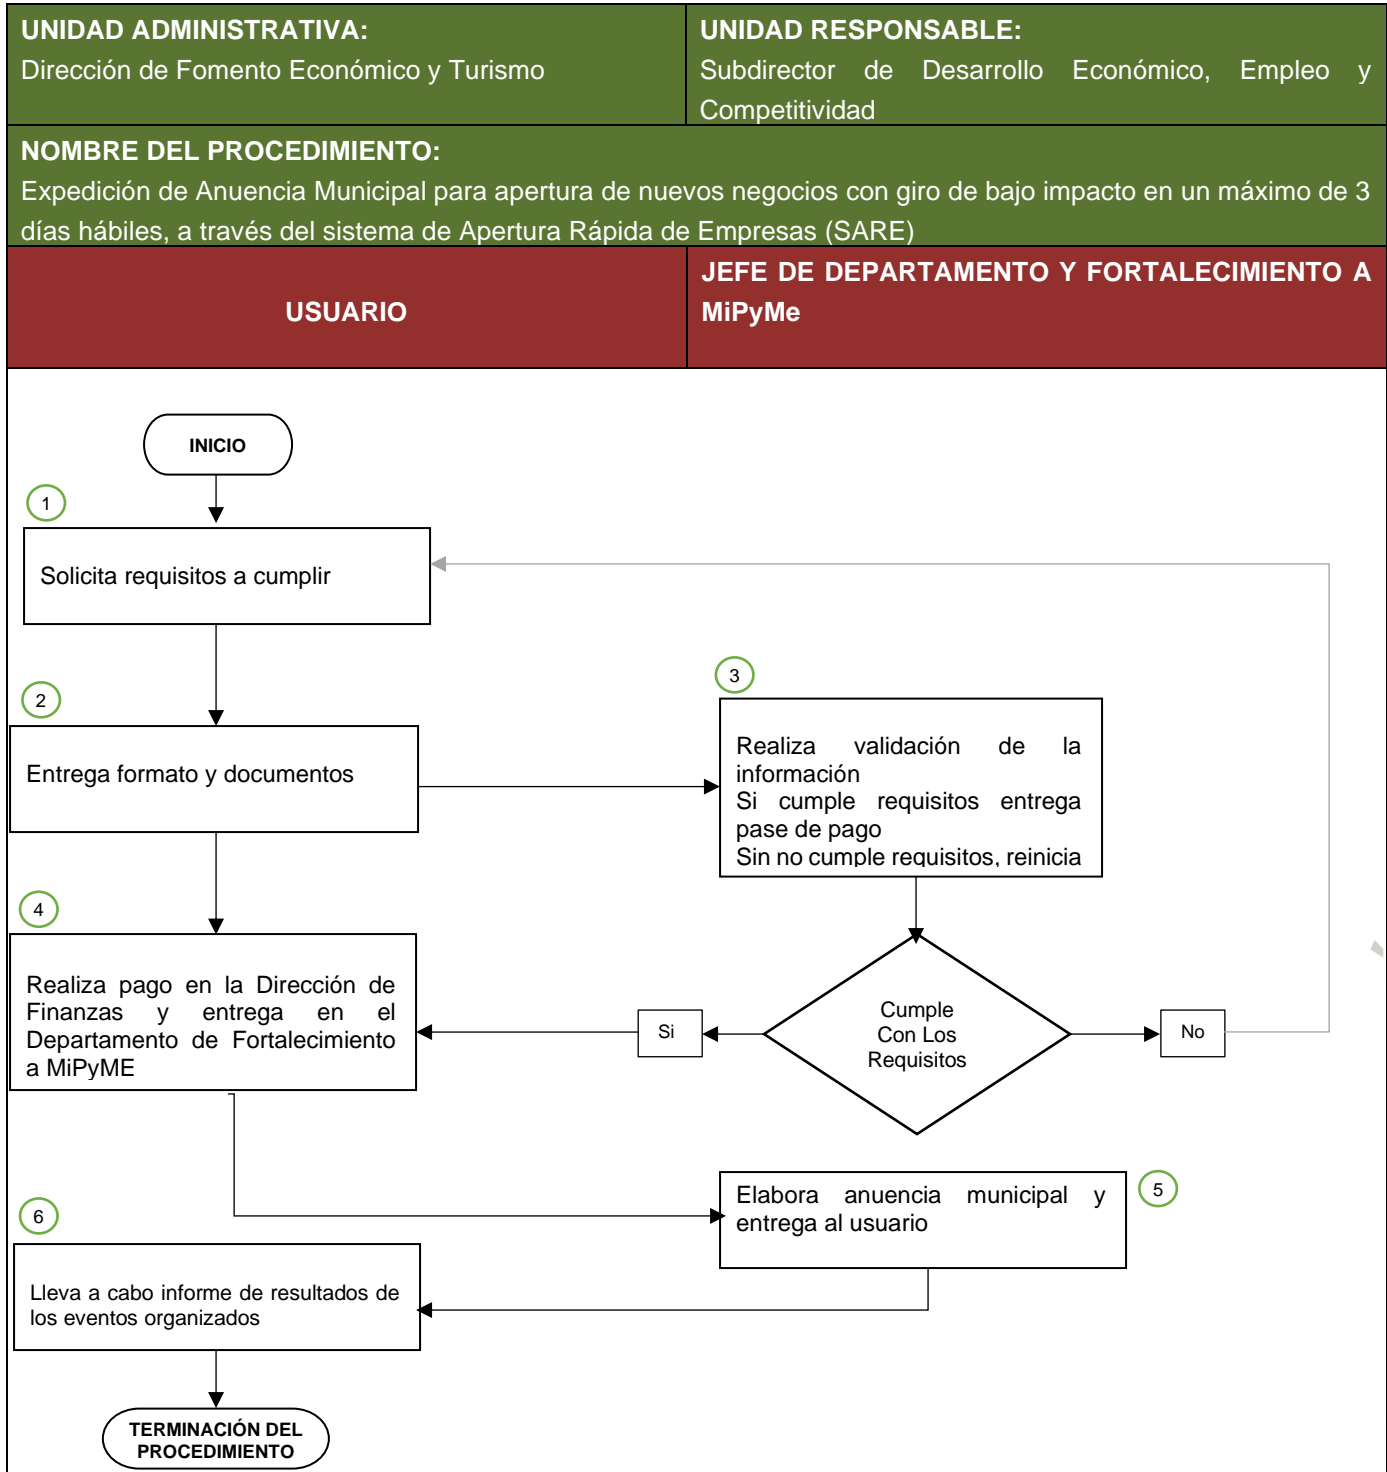 UNIDAD ADMINISTRATIVA:
Dirección de Fomento Económico y Turismo
UNIDAD RESPONSABLE:
Subdirector de Desarrollo Económico, Empleo y
Competitividad
NOMBRE DEL PROCEDIMIENTO:
Expedición de Anuencia Municipal para apertura de nuevos negocios con giro de bajo impacto en un máximo de 3
días hábiles, a través del sistema de Apertura Rápida de Empresas (SARE)
USUARIO
JEFE DE DEPARTAMENTO Y FORTALECIMIENTO A
MiPyMe
INICIO
1
Solicita requisitos a cumplir
2
Entrega formato y documentos
3
Realiza validación de la
información
Si cumple requisitos entrega
pase de pago
Sin no cumple requisitos, reinicia
4
Realiza pago en la Dirección de
Finanzas y entrega en el
Departamento de Fortalecimiento
a MiPyME
Si
Cumple
Con Los
Requisitos
No
5
Elabora anuencia municipal y
entrega al usuario
6
Lleva a cabo informe de resultados de
los eventos organizados
TERMINACIÓN DEL
PROCEDIMIENTO